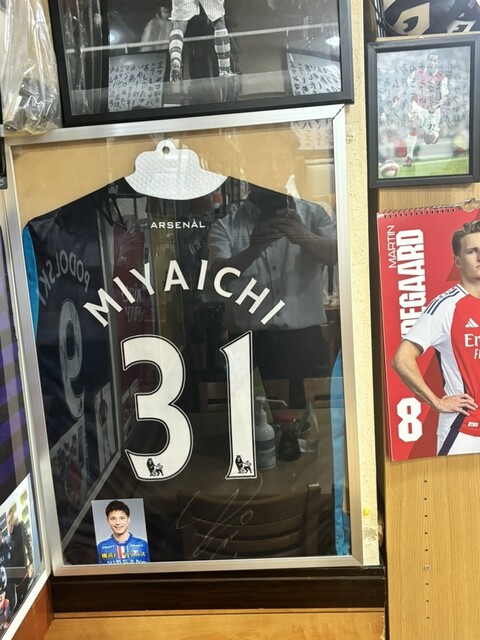 ARSENAL
MIYAICHI
31
PODOLSKI
9
MARTIN
ØDEGAARD
8